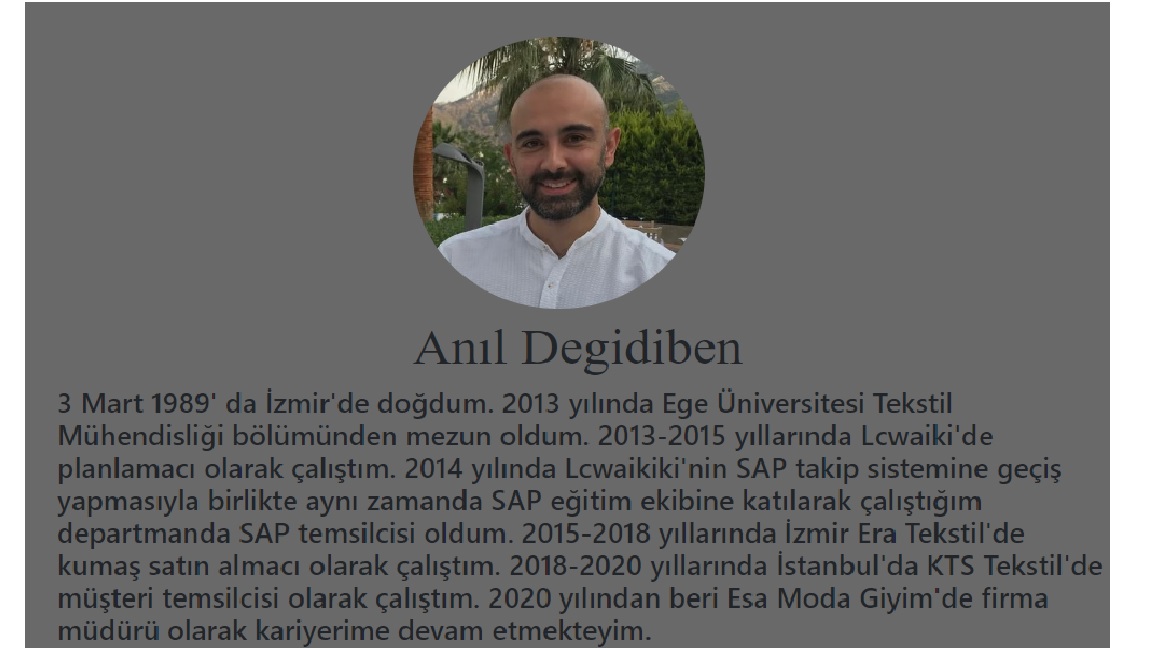 Anıl Degidiben
3 Mart 1989' da İzmir'de doğdum. 2013 yılında Ege Üniversitesi Tekstil
Mühendisliği bölümünden mezun oldum. 2013-2015 yıllarında Lcwaiki'de
planlamacı olarak çalıştım. 2014 yılında Lcwaikiki'nin SAP takip sistemine geçiş
yapmasıyla birlikte aynı zamanda SAP eğitim ekibine katılarak çalıştığım
departmanda SAP temsilcisi oldum. 2015-2018 yıllarında İzmir Era Tekstil'de
kumaş satın almacı olarak çalıştım. 2018-2020 yıllarında İstanbul'da KTS Tekstil'de
müşteri temsilcisi olarak çalıştım. 2020 yılından beri Esa Moda Giyim'de firma
müdürü olarak kariyerime devam etmekteyim.